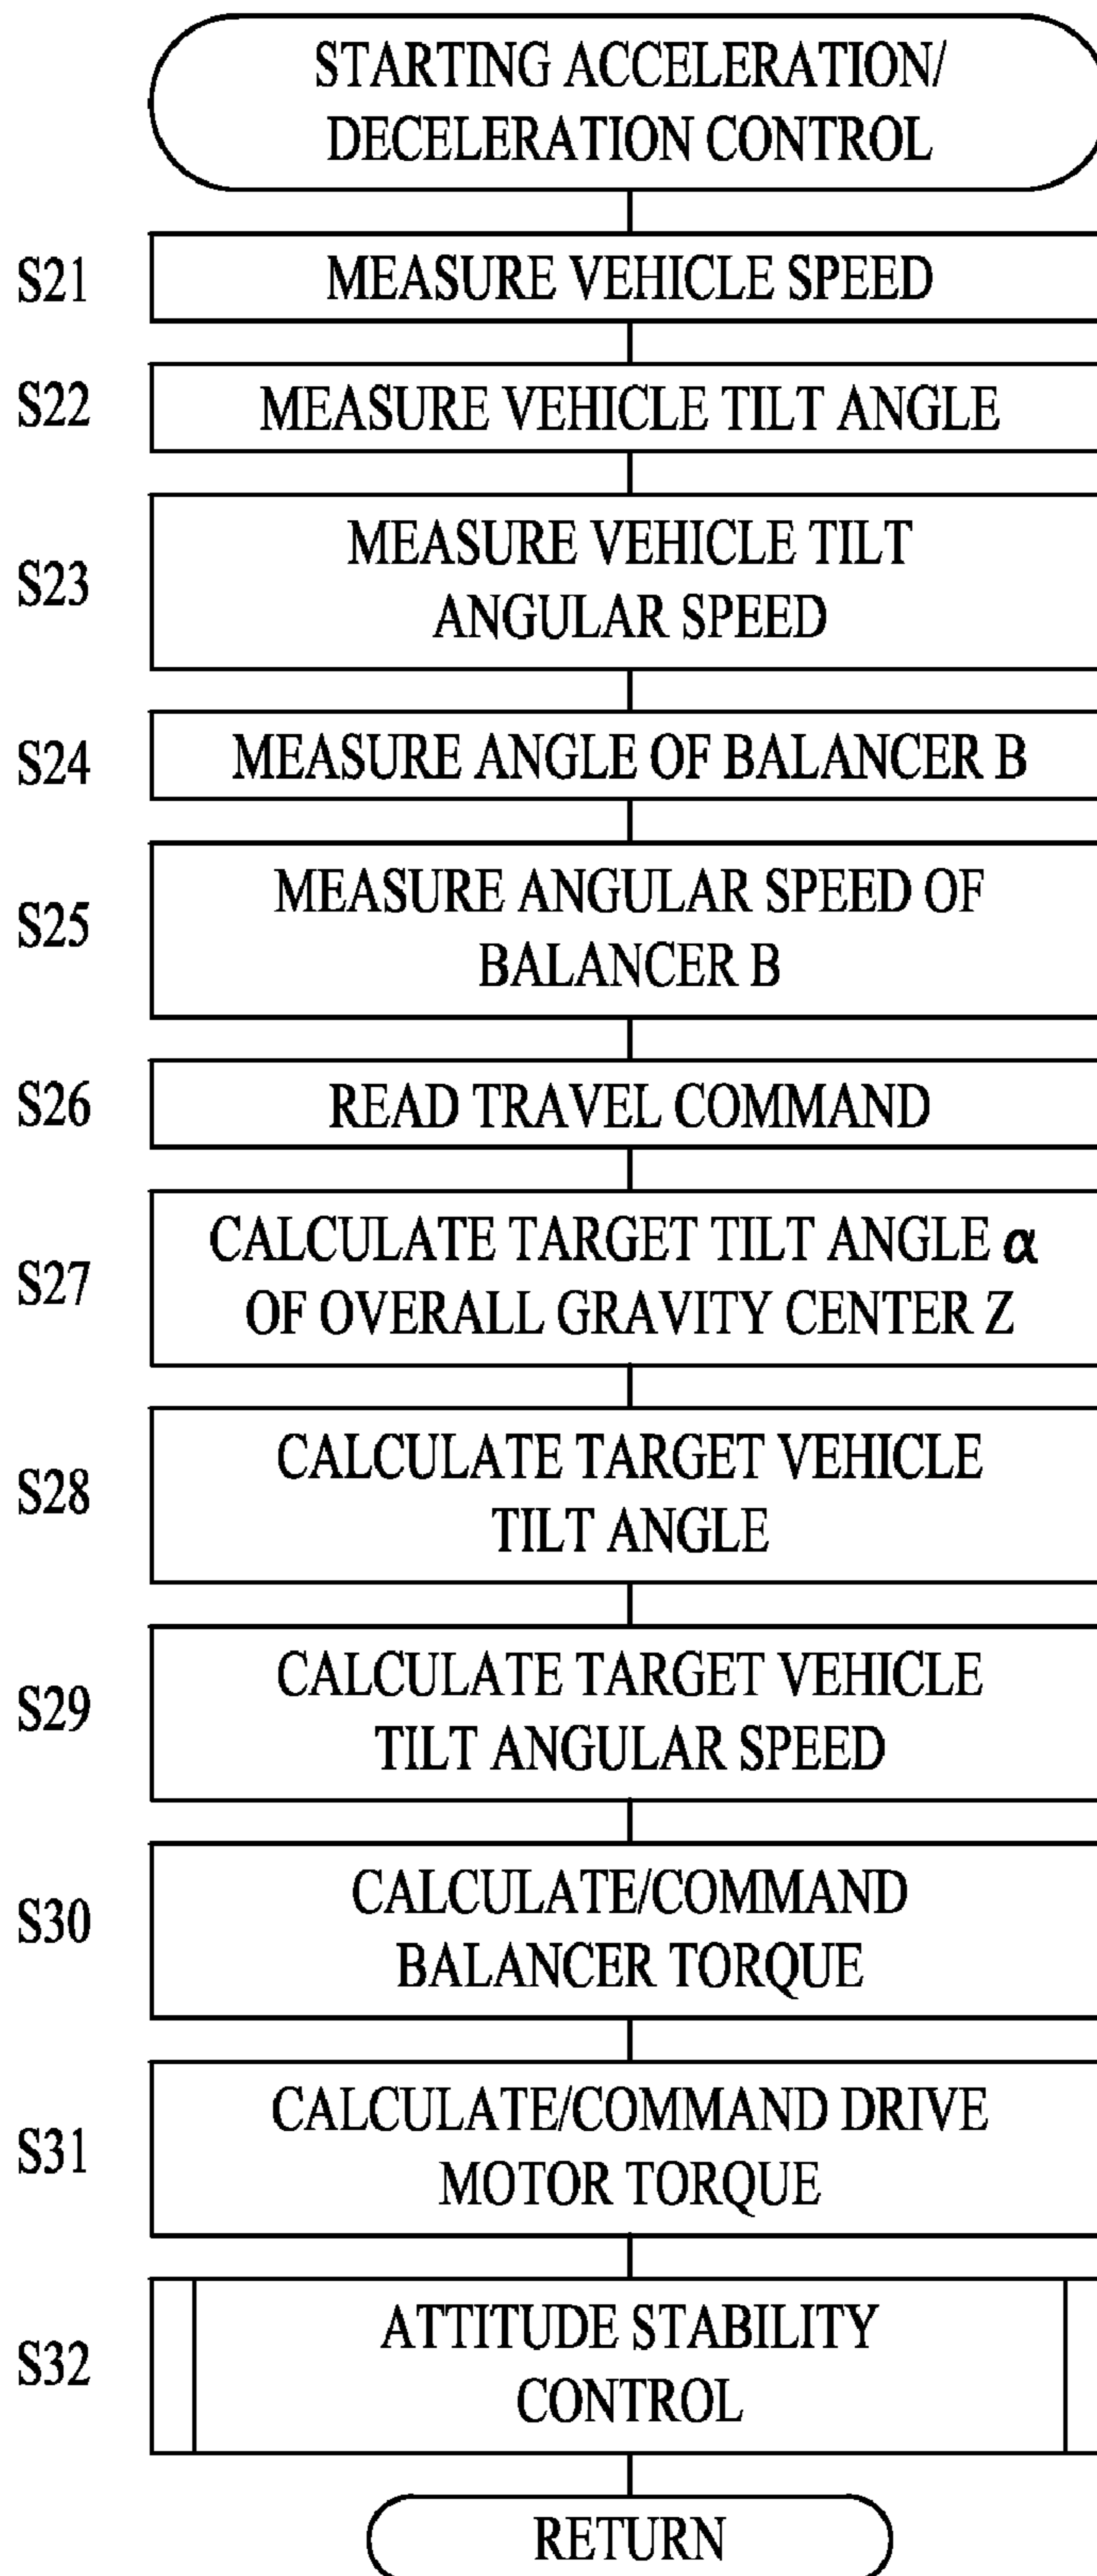 STARTING ACCELERATION/
DECELERATION CONTROL
S21
MEASURE VEHICLE SPEED
S22
MEASURE VEHICLE TILT ANGLE
S23
MEASURE VEHICLE TILT
ANGULAR SPEED
S24
MEASURE ANGLE OF BALANCER B
S25
MEASURE ANGULAR SPEED OF
BALANCER B
S26
READ TRAVEL COMMAND
S27
CALCULATE TARGET TILT ANGLE α
OF OVERALL GRAVITY CENTER Z
S28
CALCULATE TARGET VEHICLE
TILT ANGLE
S29
CALCULATE TARGET VEHICLE
TILT ANGULAR SPEED
S30
CALCULATE/COMMAND
BALANCER TORQUE
S31
CALCULATE/COMMAND DRIVE
MOTOR TORQUE
S32
ATTITUDE STABILITY
CONTROL
RETURN